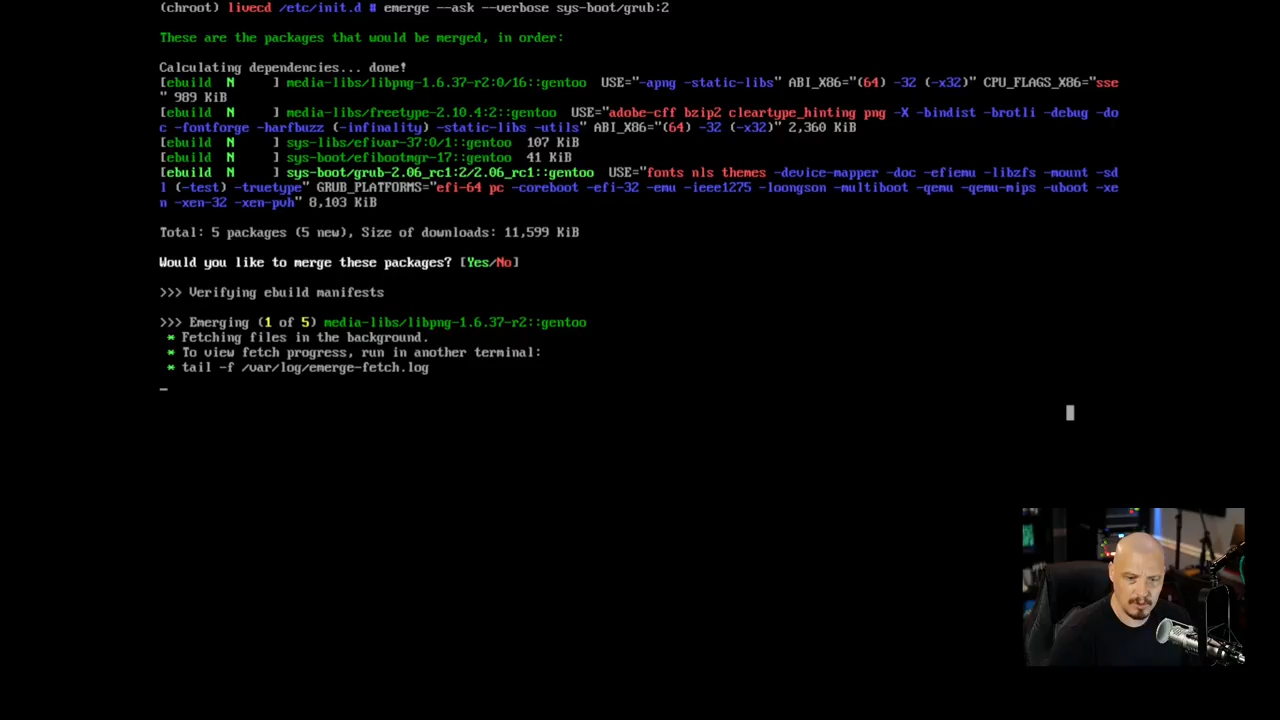 (chroot) livecd /etc/init.d # emerge --ask --verbose sys-boot/grub:2
These are the packages that would be merged, in order:
Calculating dependencies... done!
[ebuild  N     ] media-libs/libpng-1.6.37-r2:0/16::gentoo  USE="-apng -static-libs" ABI_X86="(64) -32 (-x32)" CPU_FLAGS_X86="sse
" 989 KiB
[ebuild  N     ] media-libs/freetype-2.10.4:2::gentoo  USE="adobe-cff bzip2 cleartype_hinting png -X -bindist -brotli -debug -do
c -fontforge -harfbuzz (-infinality) -static-libs -utils" ABI_X86="(64) -32 (-x32)" 2,360 KiB
[ebuild  N     ] sys-libs/efivar-37:0/1::gentoo  107 KiB
[ebuild  N     ] sys-boot/efibootmgr-17::gentoo  41 KiB
[ebuild  N     ] sys-boot/grub-2.06_rc1:2/2.06_rc1::gentoo  USE="fonts nls themes -device-mapper -doc -efiemu -libzfs -mount -sd
l (-test) -truetype" GRUB_PLATFORMS="efi-64 pc -coreboot -efi-32 -emu -ieee1275 -loongson -multiboot -qemu -qemu-mips -uboot -xe
n -xen-32 -xen-pvh" 8,103 KiB
Total: 5 packages (5 new), Size of downloads: 11,599 KiB
Would you like to merge these packages? [Yes/No]
>>> Verifying ebuild manifests
>>> Emerging (1 of 5) media-libs/libpng-1.6.37-r2::gentoo
* Fetching files in the background.
* To view fetch progress, run in another terminal:
* tail -f /var/log/emerge-fetch.log